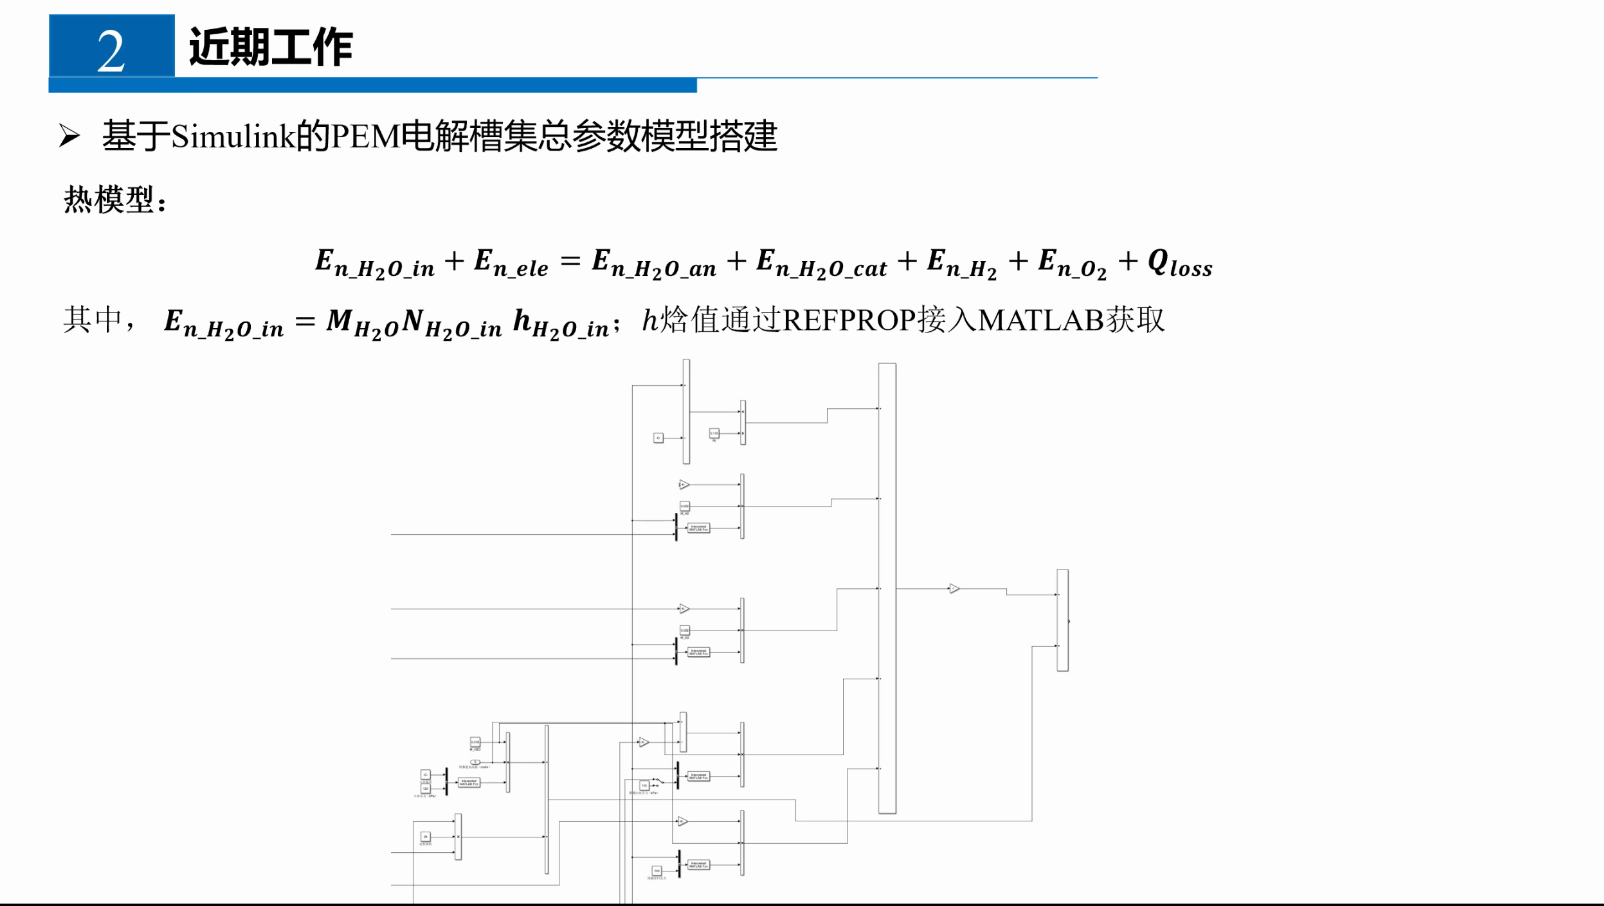 2 近期工作
➢ 基于Simulink的PEM电解槽集总参数模型搭建
热模型：
E_{n\_H_2O\_in} + E_{n\_ele} = E_{n\_H_2O\_an} + E_{n\_H_2O\_cat} + E_{n\_H_2} + E_{n\_O_2} + Q_{loss}
其中， E_{n\_H_2O\_in} = M_{H_2O}N_{H_2O\_in} h_{H_2O\_in}；h焓值通过REFPROP接入MATLAB获取